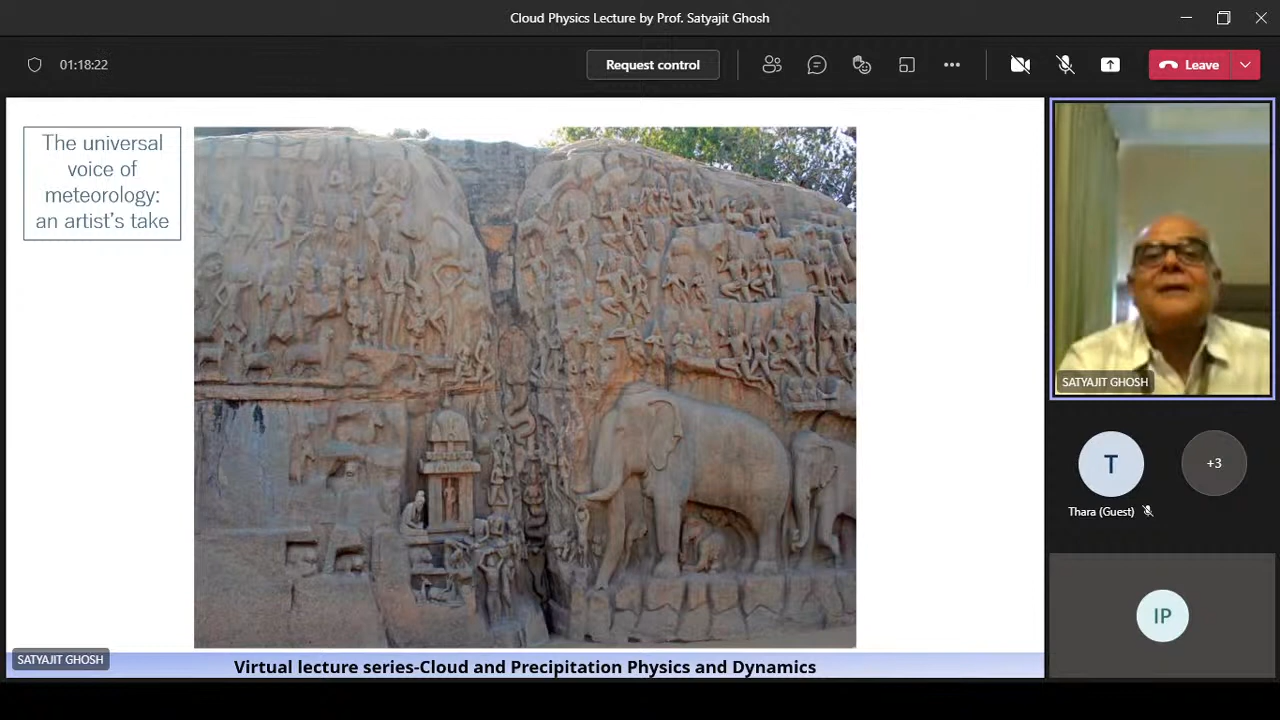 Cloud Physics Lecture by Prof. Satyajit Ghosh
01:18:22
Request control
Leave
The universal
voice of
meteorology:
an artist's take
SATYAJIT GHOSH
T
+3
Thara (Guest)
IP
SATYAJIT GHOSH
Virtual lecture series-Cloud and Precipitation Physics and Dynamics